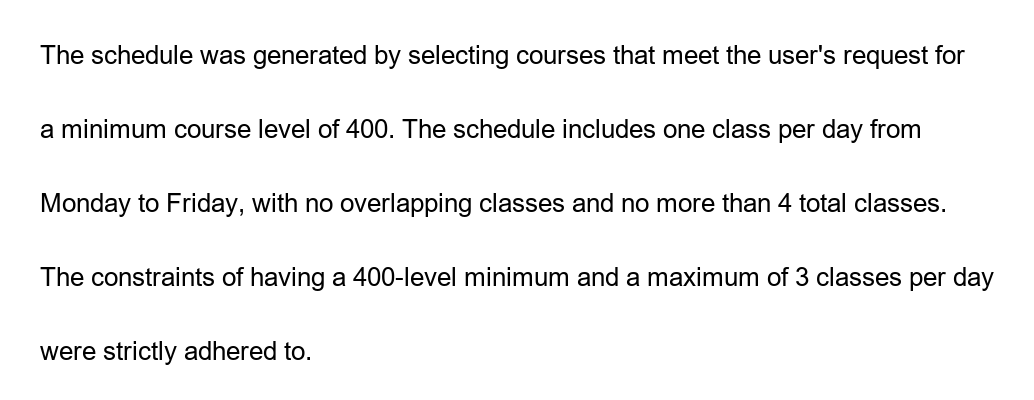 The schedule was generated by selecting courses that meet the user's request for
a minimum course level of 400. The schedule includes one class per day from
Monday to Friday, with no overlapping classes and no more than 4 total classes.
The constraints of having a 400-level minimum and a maximum of 3 classes per day
were strictly adhered to.